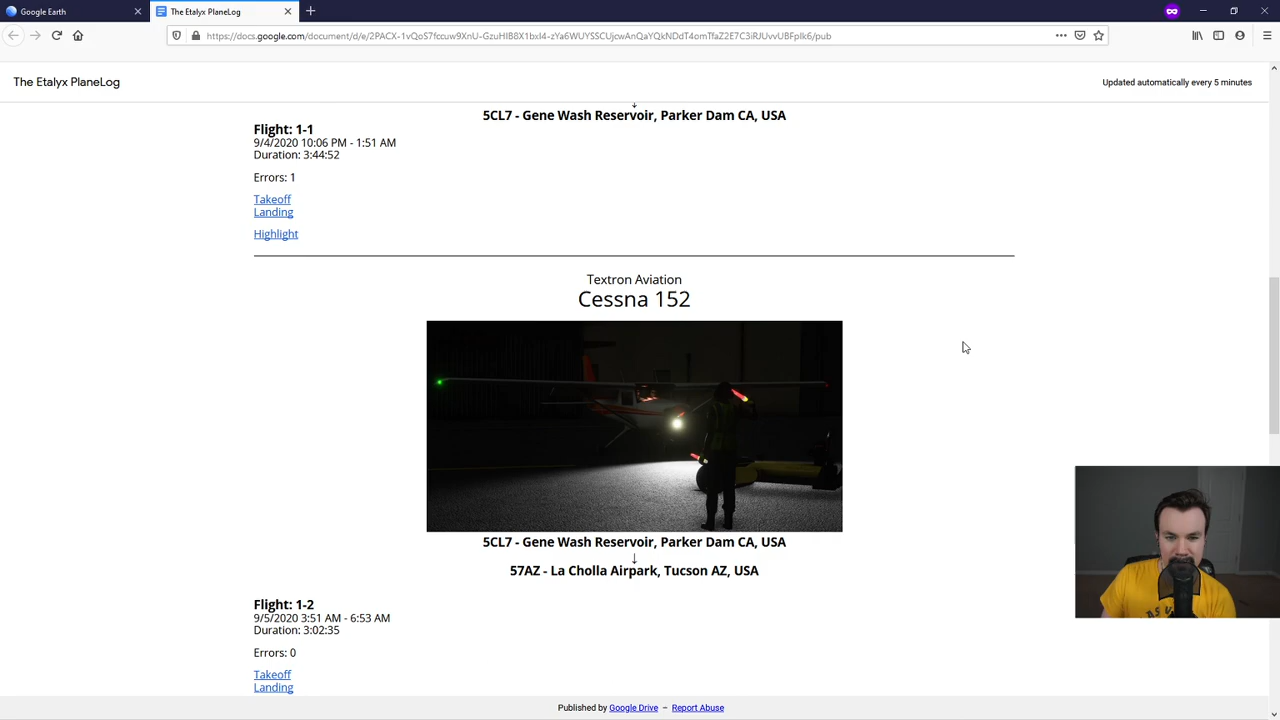 Google Earth
The Etalyx PlaneLog
https://docs.google.com/document/d/e/2PACX-1vQoS7fccuw9XnU-GzuHIB8X1bxI4-zYa6WUYSSCUjcwAnQaYQkNDdT4omTfaZ2E7C3iRJUvvUBFpIk6/pub
The Etalyx PlaneLog
Updated automatically every 5 minutes
↓
5CL7 - Gene Wash Reservoir, Parker Dam CA, USA
Flight: 1-1
9/4/2020 10:06 PM - 1:51 AM
Duration: 3:44:52
Errors: 1
Takeoff
Landing
Highlight
Textron Aviation
Cessna 152
5CL7 - Gene Wash Reservoir, Parker Dam CA, USA
↓
57AZ - La Cholla Airpark, Tucson AZ, USA
Flight: 1-2
9/5/2020 3:51 AM - 6:53 AM
Duration: 3:02:35
Errors: 0
Takeoff
Landing
Published by Google Drive – Report Abuse